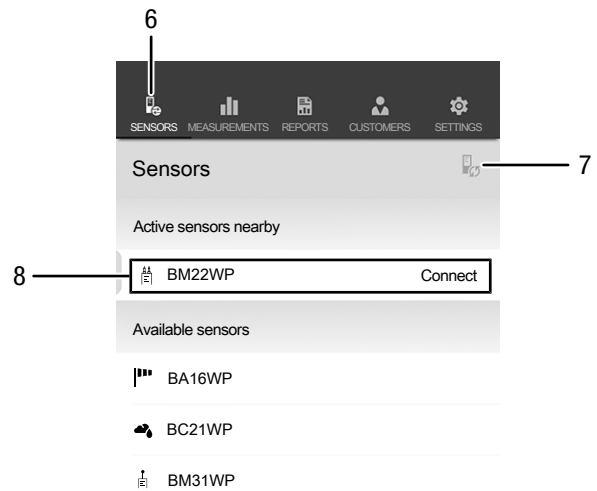 6
SENSORS MEASUREMENTS REPORTS CUSTOMERS SETTINGS
Sensors 7
Active sensors nearby
8 BM22WP Connect
Available sensors
BA16WP
BC21WP
BM31WP